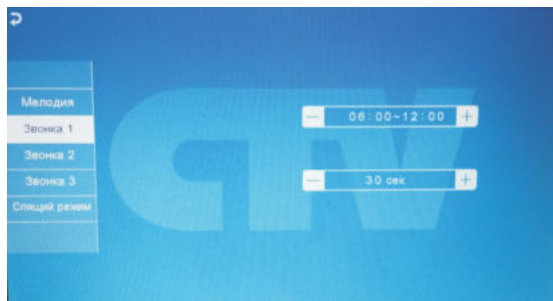 Мелодия
Звонка 1
Звонка 2
Звонка 3
Спящий режим
— 06:00~12:00 +
— 30 сек +
CTV